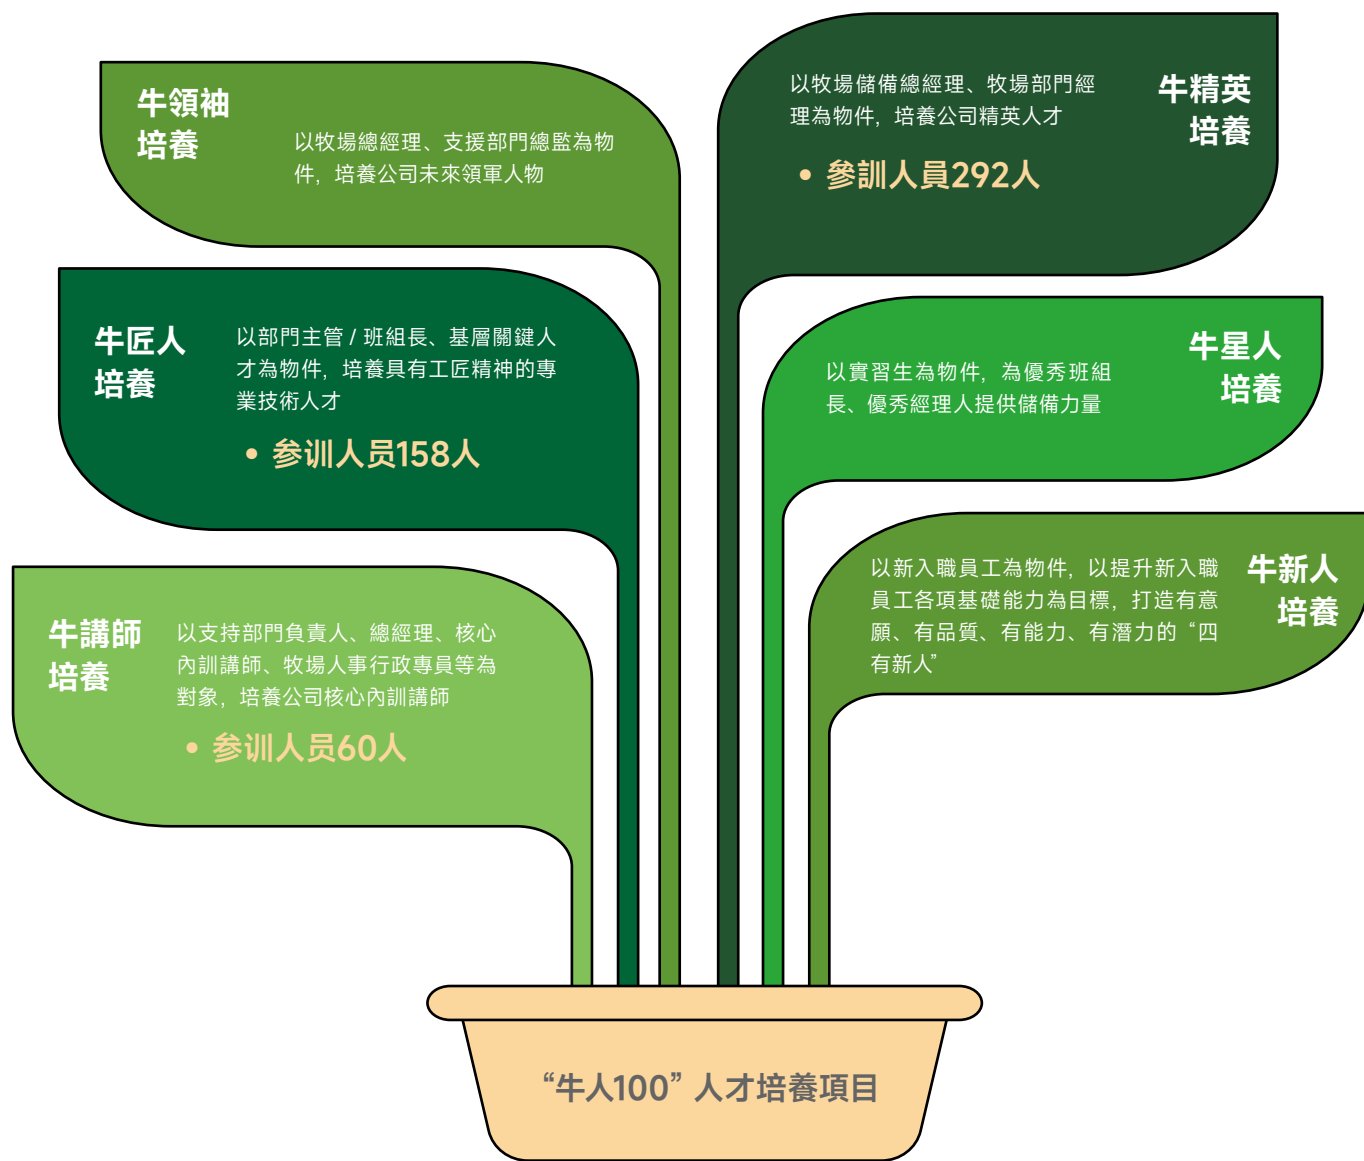 牛領袖
培養
以牧場總經理、支援部門總監為物
件，培養公司未來領軍人物
牛精英
培養
以牧場儲備總經理、牧場部門經
理為物件，培養公司精英人才
• 參訓人員292人
牛匠人
培養
以部門主管 / 班組長、基層關鍵人
才為物件，培養具有工匠精神的專
業技術人才
• 参训人员158人
牛星人
培養
以實習生為物件，為優秀班組
長、優秀經理人提供儲備力量
牛講師
培養
以支持部門負責人、總經理、核心
內訓講師、牧場人事行政專員等為
對象，培養公司核心內訓講師
• 参训人员60人
牛新人
培養
以新入職員工為物件，以提升新入職
員工各項基礎能力為目標，打造有意
願、有品質、有能力、有潛力的“四
有新人”
“牛人100”人才培養項目